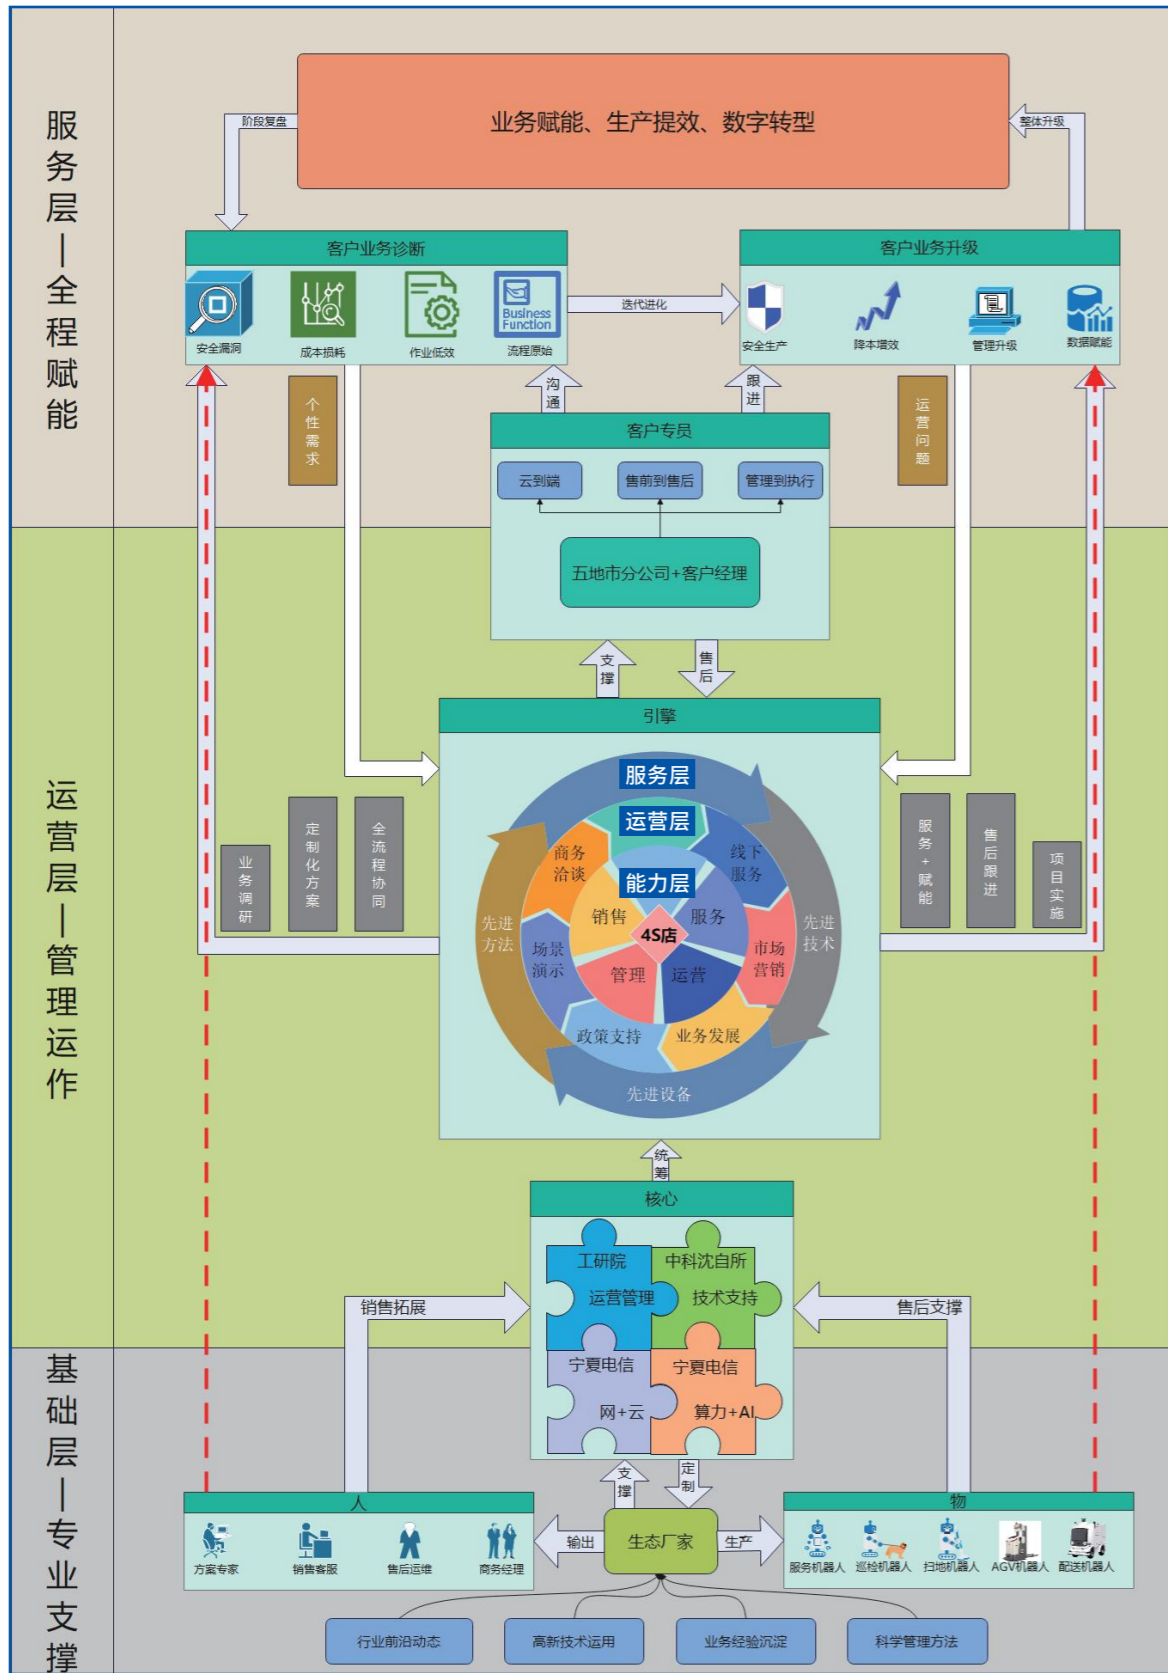 服务层—全程赋能
业务赋能、生产提效、数字转型
阶段复盘
整体升级
客户业务诊断
安全漏洞
成本损耗
作业低效
Business
Function
流程原始
迭代进化
客户业务升级
安全生产
降本增效
管理升级
数据赋能
个性需求
沟通
跟进
运营问题
客户专员
云到端
售前到售后
管理到执行
五地市分公司+客户经理
运营层—管理运作
支撑
售后
引擎
服务层
运营层
能力层
商务
洽谈
线下
服务
先进
方法
销售
服务
先进
技术
4S店
场景
演示
市场
营销
管理
运营
政策支持
业务发展
先进设备
业务调研
定制化方案
全流程协同
服务+赋能
售后跟进
项目实施
统筹
核心
工研院
运营管理
中科沈自所
技术支持
宁夏电信
网+云
宁夏电信
算力+AI
销售拓展
售后支撑
基础层—专业支撑
支撑
定制
人
方案专家
销售客服
售后运维
商务经理
输出
生态厂家
生产
物
服务机器人
巡检机器人
扫地机器人
AGV机器人
配送机器人
行业前沿动态
高新技术运用
业务经验沉淀
科学管理方法